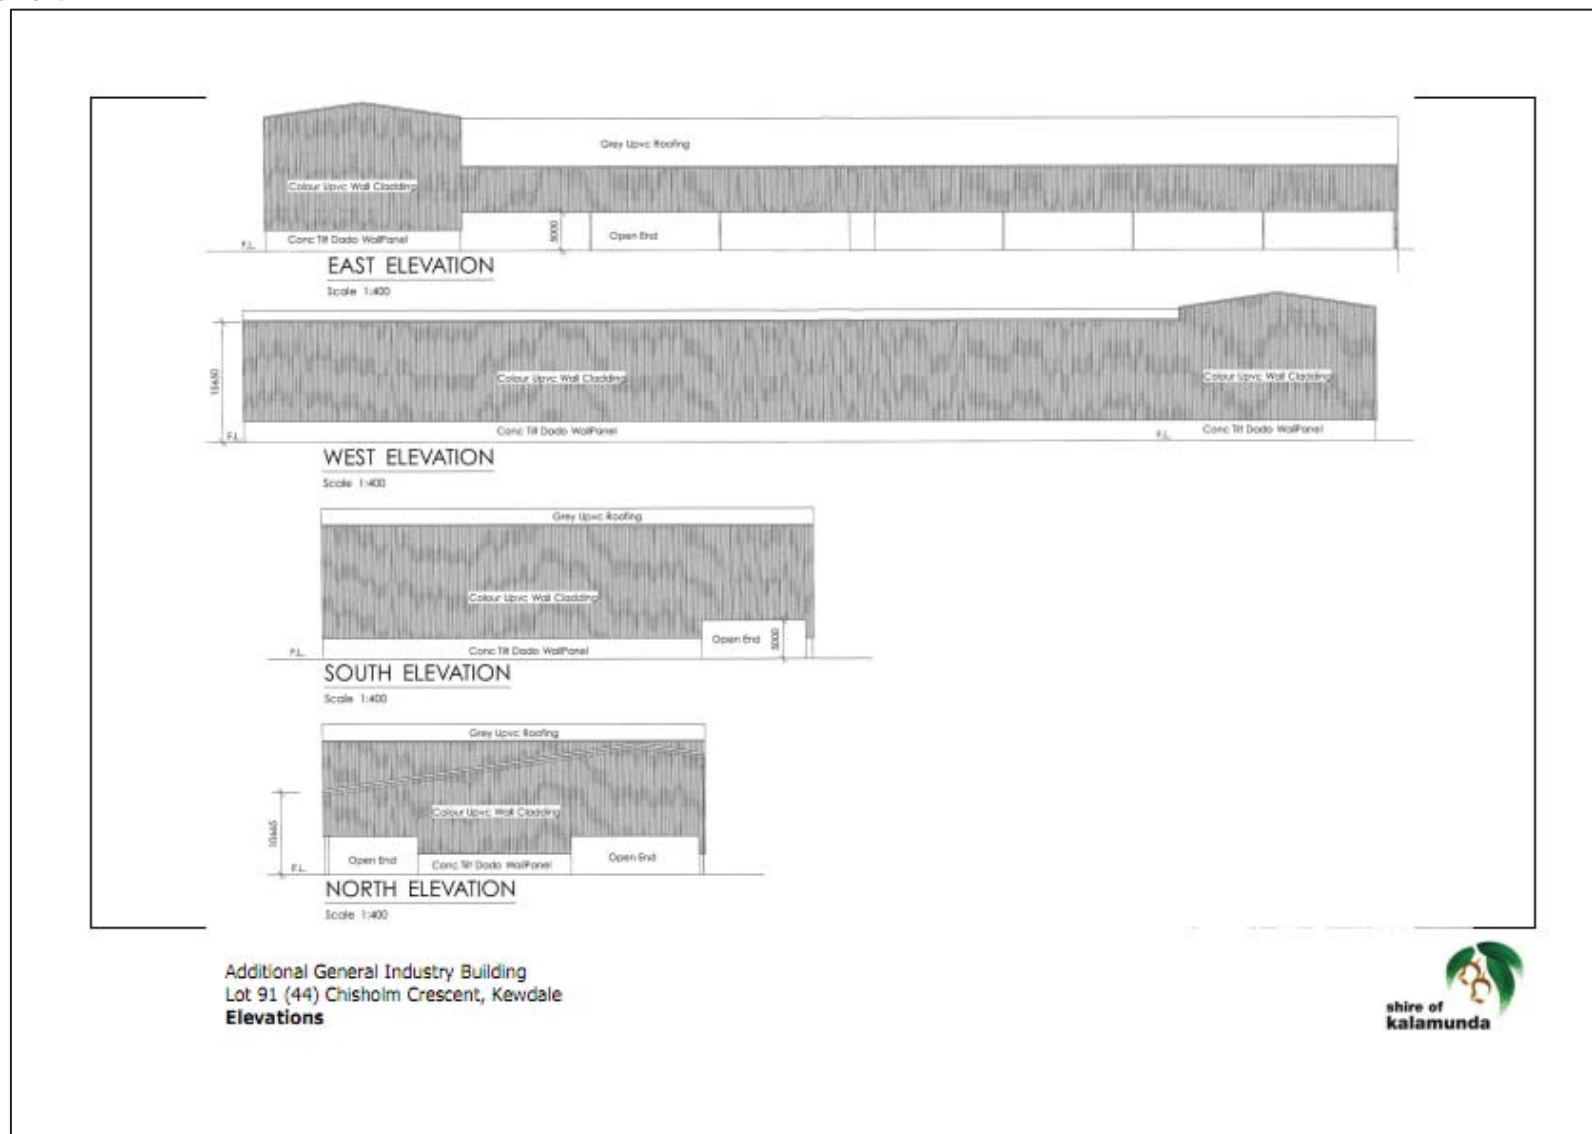 Grey Upvc Roofing
Colour Upvc Wall Cladding
5000
Open End
F.L.
Conc Tilt Dado WallPanel
EAST ELEVATION
Scale 1:400
15650
Colour Upvc Wall Cladding
Colour Upvc Wall Cladding
F.L.
Conc Tilt Dado WallPanel
F.L.
Conc Tilt Dado WallPanel
WEST ELEVATION
Scale 1:400
Grey Upvc Roofing
Colour Upvc Wall Cladding
Open End
5000
F.L.
Conc Tilt Dado WallPanel
SOUTH ELEVATION
Scale 1:400
Grey Upvc Roofing
Colour Upvc Wall Cladding
10665
Open End
Conc Tilt Dado WallPanel
Open End
F.L.
NORTH ELEVATION
Scale 1:400
Additional General Industry Building
Lot 91 (44) Chisholm Crescent, Kewdale
Elevations
shire of
kalamunda